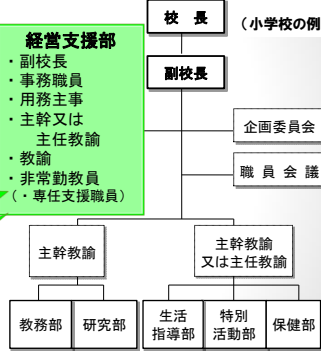 校 長
（小学校の例
経営支援部
・副校長
・事務職員
・用務主事
・主幹又は
主任教諭
・教諭
・非常勤教員
（・専任支援職員）
副校長
企画委員会
職 員 会 議
主幹教諭
主幹教諭
又は主任教諭
教務部
研究部
生活
指導部
特別
活動部
保健部